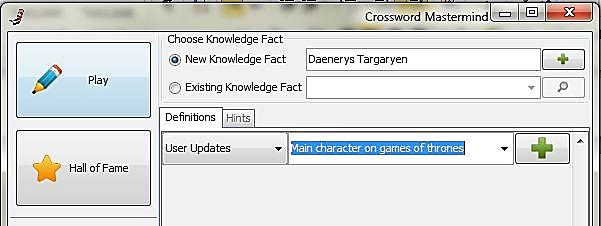 Crossword Mastermind
Choose Knowledge Fact
Play
New Knowledge Fact
Daenerys Targaryen
Existing Knowledge Fact
Definitions
Hints
Hall of Fame
User Updates
Main character on games of thrones